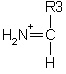 R3
+
H₂N
H